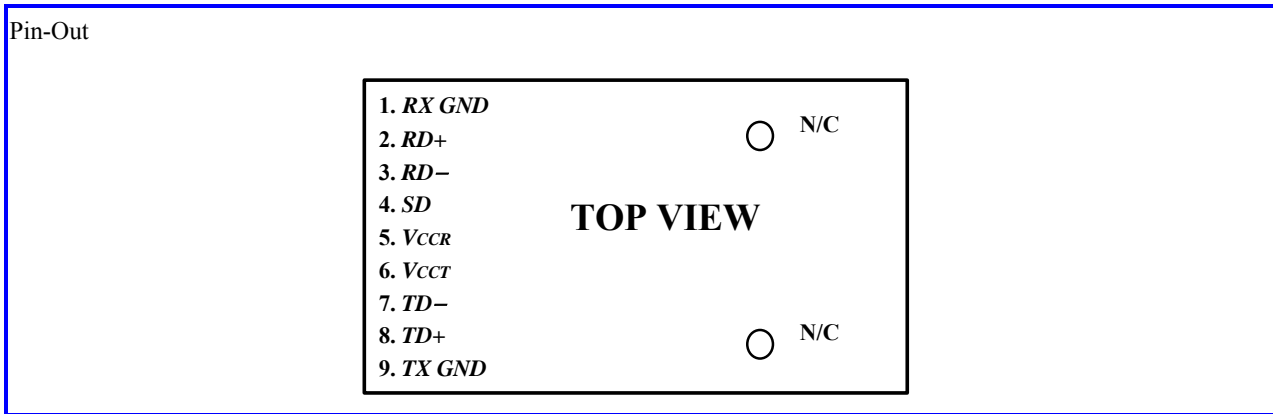 Pin-Out
1. RX GND
N/C
2. RD+
3. RD−
4. SD
TOP VIEW
5. VCCR
6. VCCT
7. TD−
8. TD+
N/C
9. TX GND